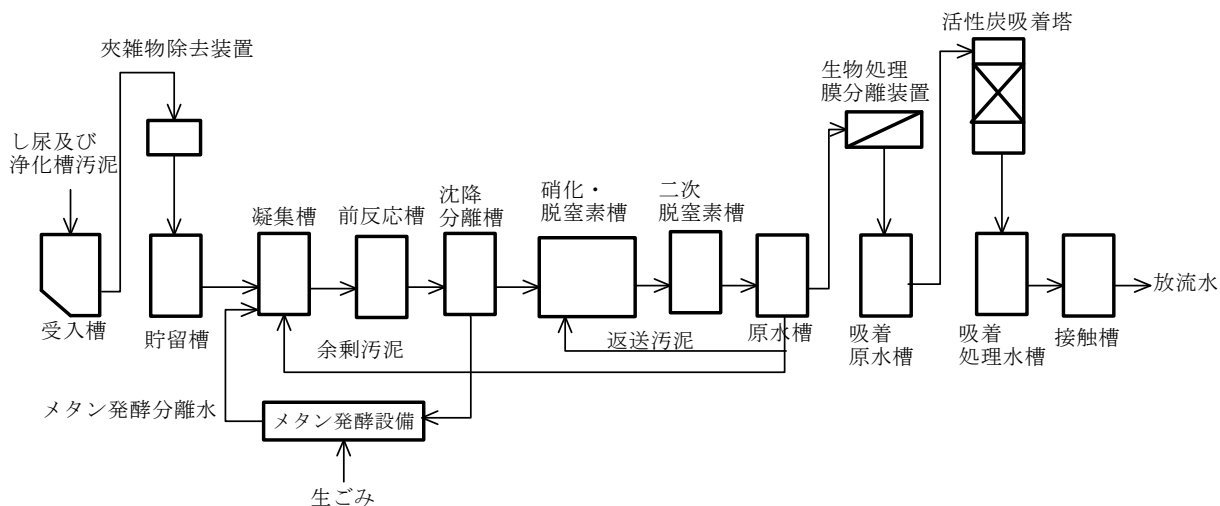 活性炭吸着塔
夾雑物除去装置
生物処理
膜分離装置
し尿及び
浄化槽汚泥
凝集槽
前反応槽
沈降
分離槽
硝化・
脱窒素槽
二次
脱窒素槽
放流水
受入槽
貯留槽
余剰汚泥
返送汚泥
原水槽
吸着
原水槽
吸着
処理水槽
接触槽
メタン発酵分離水
メタン発酵設備
生ごみ